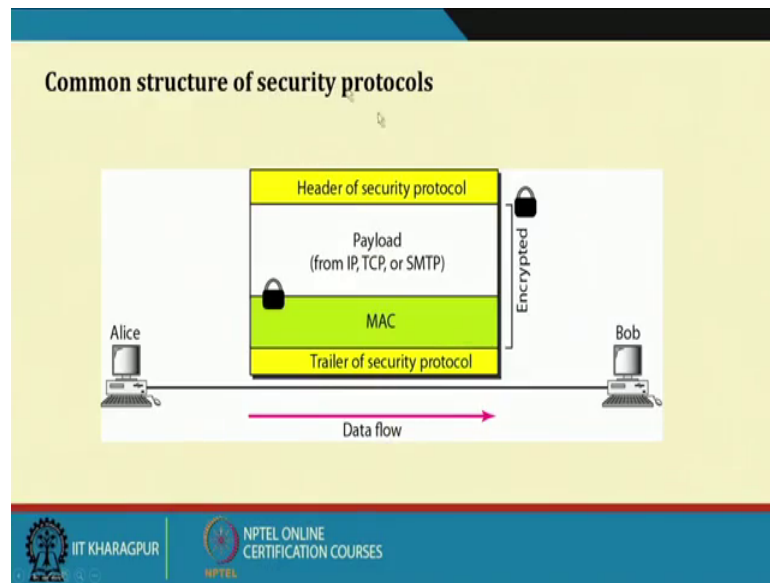 Common structure of security protocols
Header of security protocol
Payload
(from IP, TCP, or SMTP)
Encrypted
MAC
Alice
Bob
Trailer of security protocol
Data flow
IIT KHARAGPUR
NPTEL
NPTEL ONLINE
CERTIFICATION COURSES